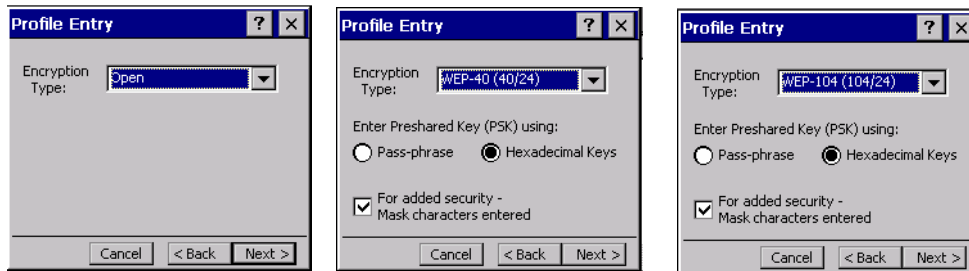 Profile Entry ? ×
Encryption Type:
Open
Cancel < Back Next >
Profile Entry ? ×
Encryption Type:
WEP-40 (40/24)
Enter Preshared Key (PSK) using:
Pass-phrase Hexadecimal Keys
For added security -
Mask characters entered
Cancel < Back Next >
Profile Entry ? ×
Encryption Type:
WEP-104 (104/24)
Enter Preshared Key (PSK) using:
Pass-phrase Hexadecimal Keys
For added security -
Mask characters entered
Cancel < Back Next >